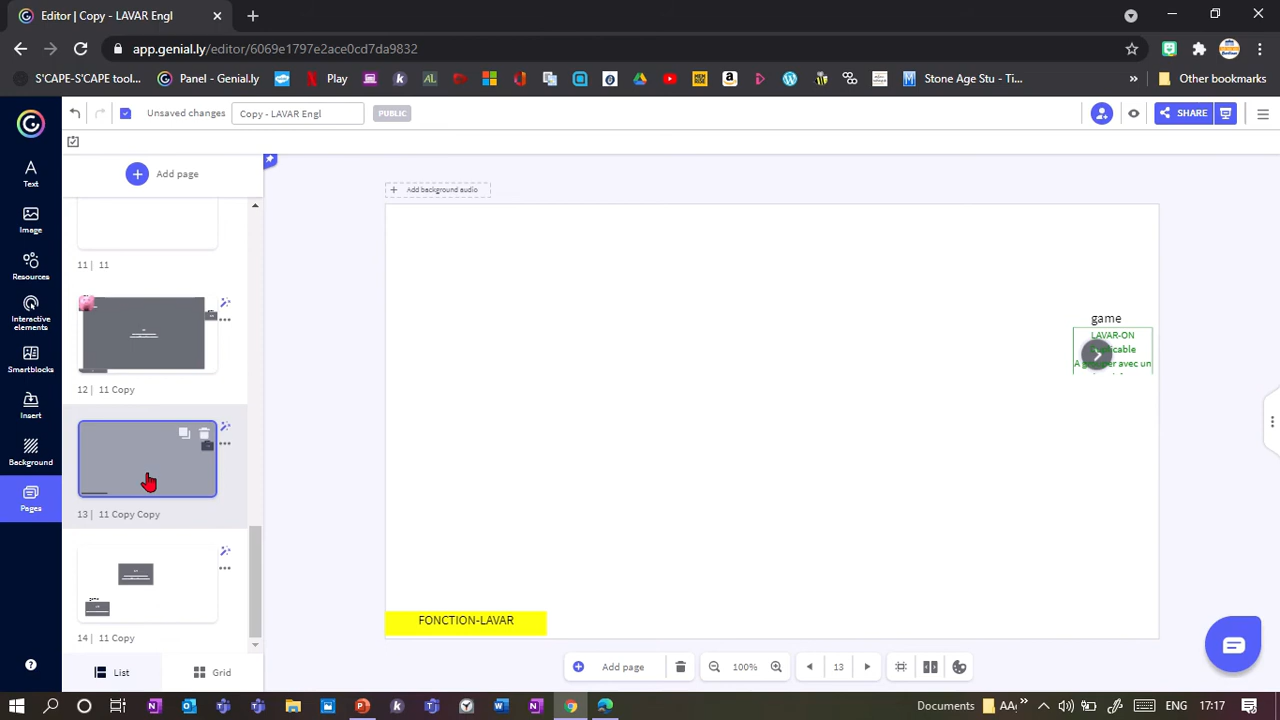 Editor | Copy - LAVAR Engl
app.genial.ly/editor/6069e1797e2ace0cd7da9832
S'CAPE-S'CAPE tool...
Panel - Genial.ly
Play
Stone Age Stu - Ti...
Other bookmarks
Unsaved changes
Copy - LAVAR Engl
PUBLIC
SHARE
Text
Image
Resources
Interactive
elements
Smartblocks
Insert
Background
Pages
Add page
11 | 11
12 | 11 Copy
13 | 11 Copy Copy
14 | 11 Copy
List
Grid
Add background audio
game
LAVAR-ON
A
avec un
FONCTION-LAVAR
Add page
100%
13
Documents
17:17
ENG